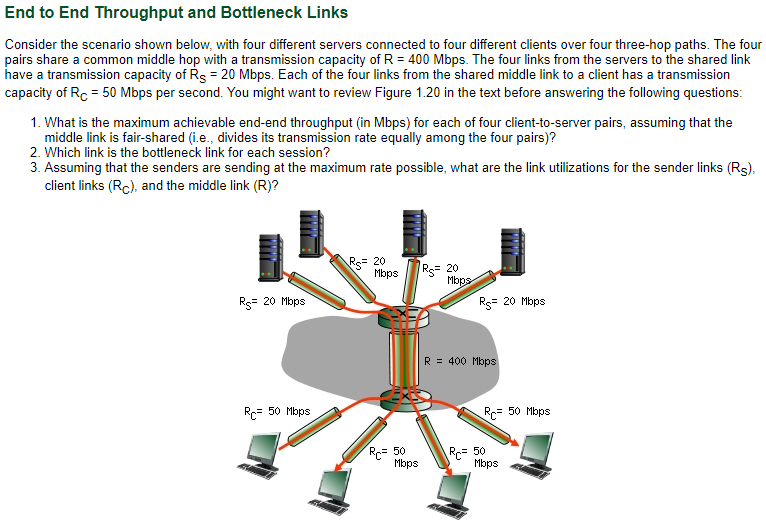 End to End Throughput and Bottleneck Links
Consider the scenario shown below, with four different servers connected to four different clients over four three-hop paths. The four
pairs share a common middle hop with a transmission capacity of R = 400 Mbps. The four links from the servers to the shared link
have a transmission capacity of RS = 20 Mbps. Each of the four links from the shared middle link to a client has a transmission
capacity of RC = 50 Mbps per second. You might want to review Figure 1.20 in the text before answering the following questions:
1. What is the maximum achievable end-end throughput (in Mbps) for each of four client-to-server pairs, assuming that the
middle link is fair-shared (i.e., divides its transmission rate equally among the four pairs)?
2. Which link is the bottleneck link for each session?
3. Assuming that the senders are sending at the maximum rate possible, what are the link utilizations for the sender links (RS),
client links (RC), and the middle link (R)?
RS= 20
Mbps
RS= 20
Mbps
RS= 20 Mbps
RS= 20 Mbps
R = 400 Mbps
RC= 50 Mbps
RC= 50 Mbps
RC= 50
Mbps
RC= 50
Mbps